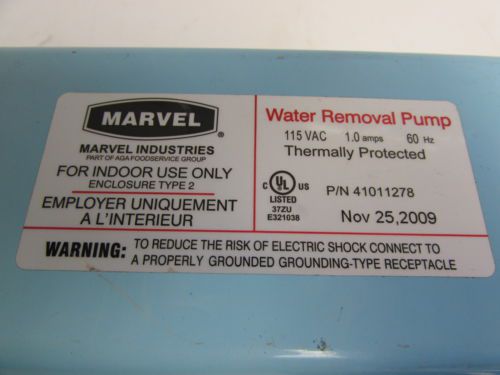 MARVEL
®
MARVEL INDUSTRIES
PART OF AGA FOODSERVICE GROUP
FOR INDOOR USE ONLY
ENCLOSURE TYPE 2
EMPLOYER UNIQUEMENT
A L'INTERIEUR
Water Removal Pump
115 VAC 1.0 amps 60 Hz
Thermally Protected
C UL US
®
LISTED
37ZU
E321038
P/N 41011278
Nov 25,2009
WARNING: TO REDUCE THE RISK OF ELECTRIC SHOCK CONNECT TO
A PROPERLY GROUNDED GROUNDING-TYPE RECEPTACLE